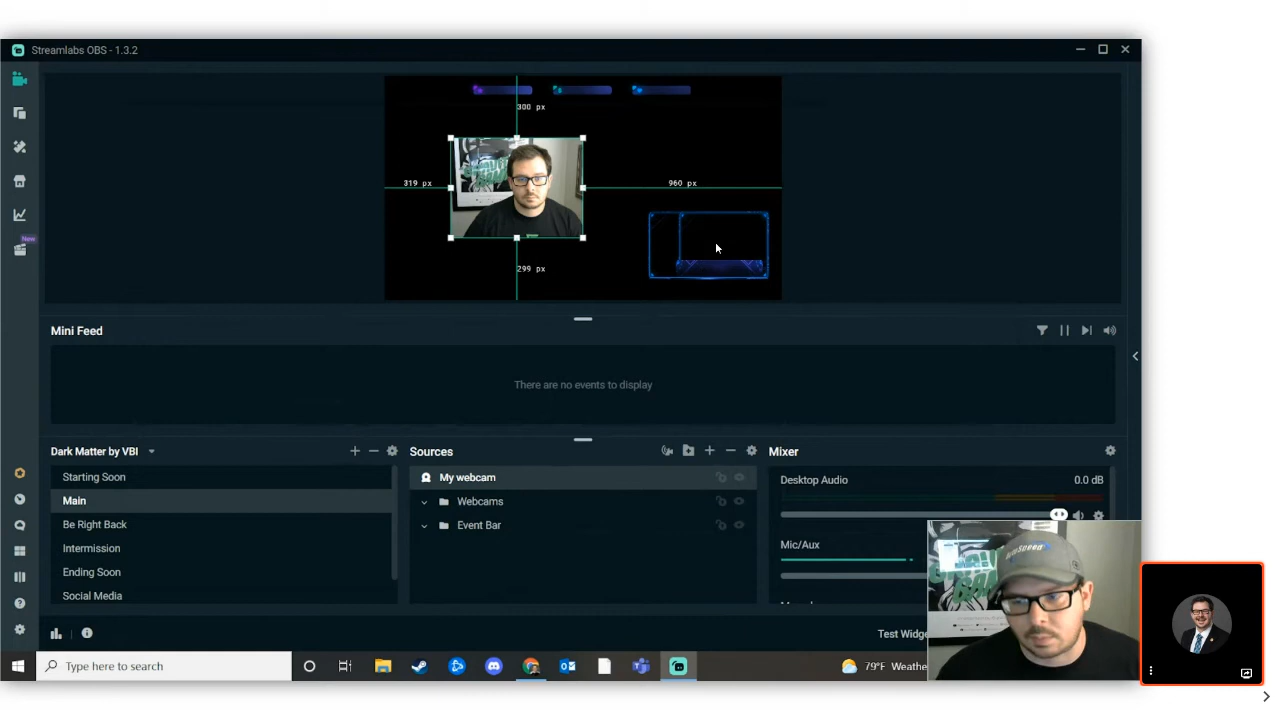 Streamlabs OBS - 1.3.2
300 px
319 px
960 px
299 px
New
Mini Feed
There are no events to display
Dark Matter by VBI
Starting Soon
Main
Be Right Back
Intermission
Ending Soon
Social Media
Sources
My webcam
Webcams
Event Bar
Mixer
Desktop Audio
0.0 dB
Mic/Aux
Test Widge
Type here to search
79°F Weathe